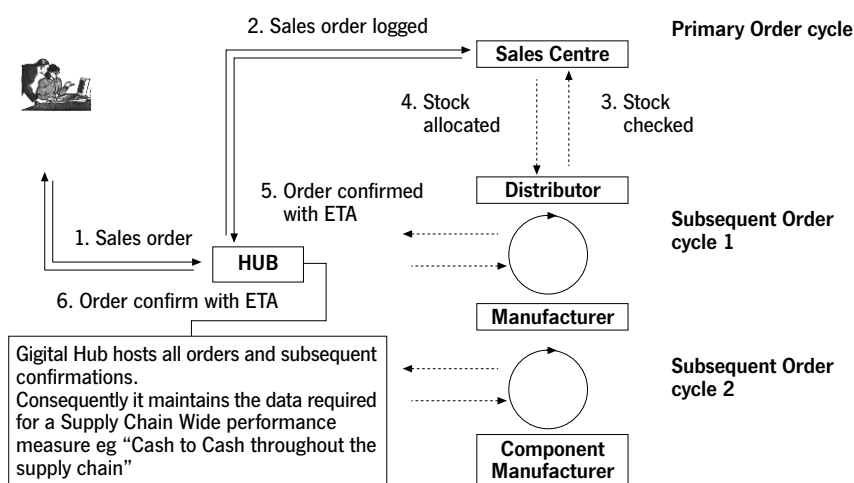 2. Sales order logged
Primary Order cycle
Sales Centre
4. Stock
allocated
3. Stock
checked
5. Order confirmed
with ETA
Distributor
1. Sales order
HUB
Subsequent Order
cycle 1
6. Order confirm with ETA
Manufacturer
Gigital Hub hosts all orders and subsequent
confirmations.
Consequently it maintains the data required
for a Supply Chain Wide performance
measure eg “Cash to Cash throughout the
supply chain”
Subsequent Order
cycle 2
Component
Manufacturer